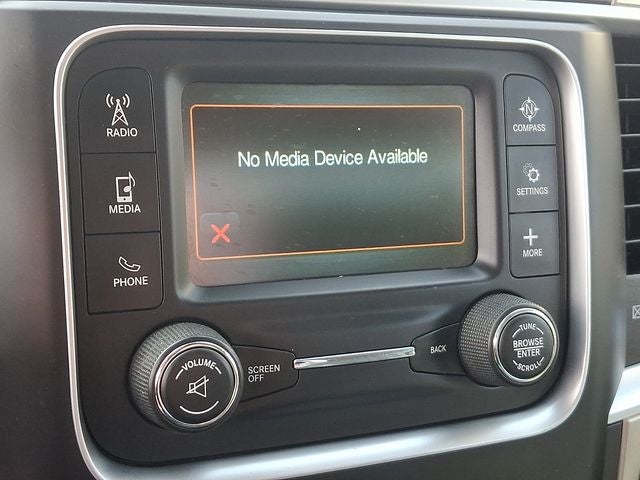 RADIO
MEDIA
PHONE
No Media Device Available
N
COMPASS
SETTINGS
+
MORE
VOLUME
SCREEN
OFF
BACK
TUNE
BROWSE
ENTER
SCROLL